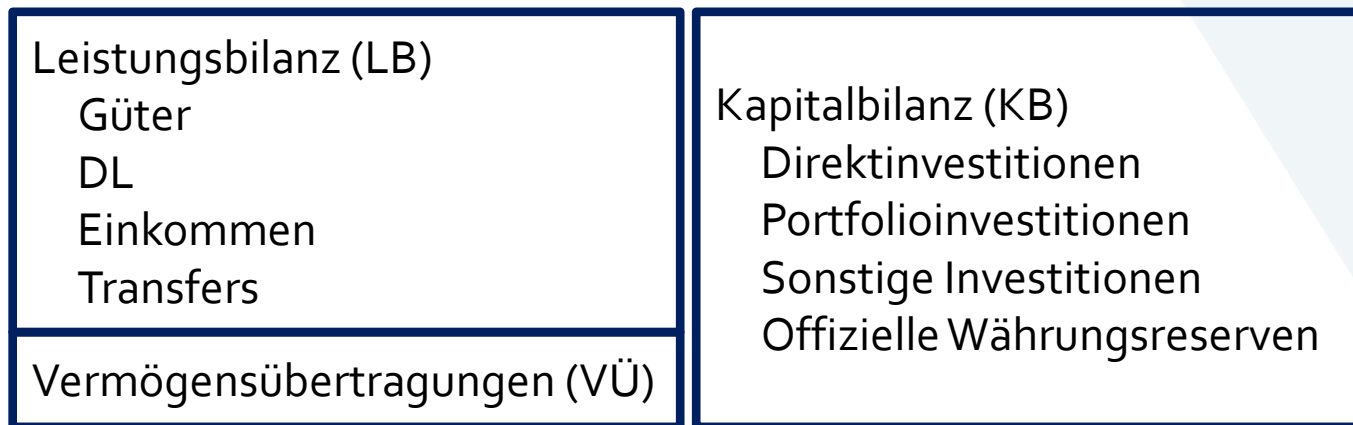 Leistungsbilanz (LB)
Güter
DL
Einkommen
Transfers
Vermögensübertragungen (VÜ)
Kapitalbilanz (KB)
Direktinvestitionen
Portfolioinvestitionen
Sonstige Investitionen
Offizielle Währungsreserven